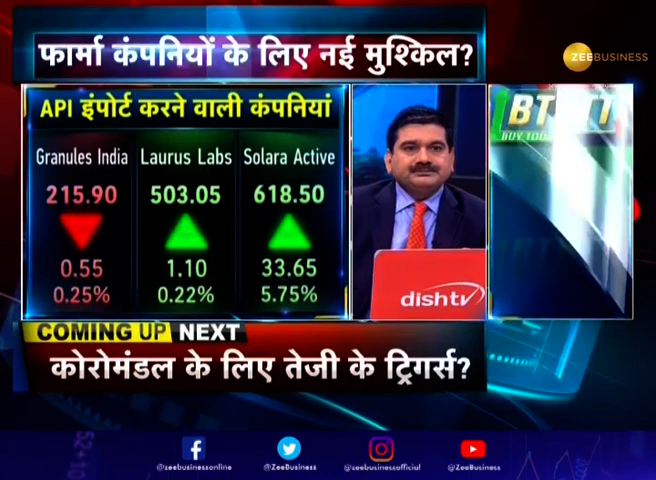 फार्मा कंपनियों के लिए नई मुश्किल?
ZEEBUSINESS
API इंपोर्ट करने वाली कंपनियां
Granules India
215.90
0.55
0.25%
Laurus Labs
503.05
1.10
0.22%
Solara Active
618.50
33.65
5.75%
dishtv
BUY TOD
COMING UP NEXT
कोरोमंडल के लिए तेजी के ट्रिगर्स?
@zeebusinessonline
@ZeeBusiness
@zeebusinessofficial
@ZeeBusiness